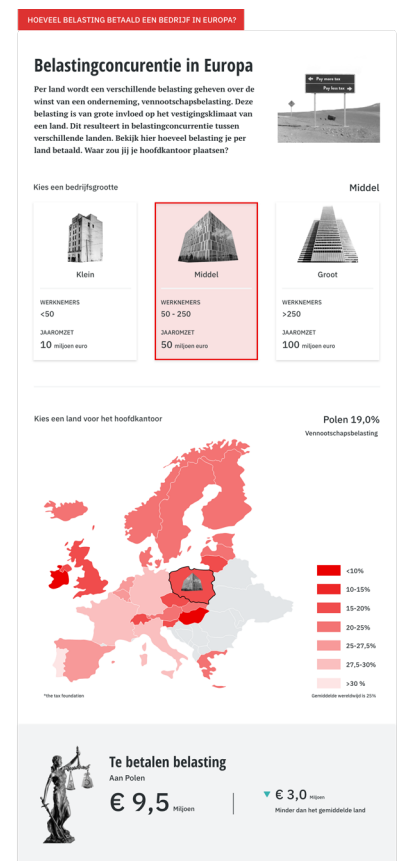 HOEVEEL BELASTING BETAALD EEN BEDRIJF IN EUROPA?
Belastingconcurentie in Europa
Per land wordt een verschillende belasting geheven over de
winst van een onderneming, vennootschapsbelasting. Deze
belasting is van grote invloed op het vestigingsklimaat van
een land. Dit resulteert in belastingconcurentie tussen
verschillende landen. Bekijk hier hoeveel belasting je per
land betaald. Waar zou jij je hoofdkantoor plaatsen?
Pay more tax
Pay less tax
Kies een bedrijfsgrootte
Middel
Klein
WERKNEMERS
<50
JAAROMZET
10 miljoen euro
Middel
WERKNEMERS
50 - 250
JAAROMZET
50 miljoen euro
Groot
WERKNEMERS
>250
JAAROMZET
100 miljoen euro
Kies een land voor het hoofdkantoor
Polen 19,0%
Vennootschapsbelasting
<10%
10-15%
15-20%
20-25%
25-27,5%
27,5-30%
>30 %
*the tax foundation
Gemiddelde wereldwijd is 25%
Te betalen belasting
Aan Polen
€ 9,5 Miljoen
€ 3,0 Miljoen
Minder dan het gemiddelde land